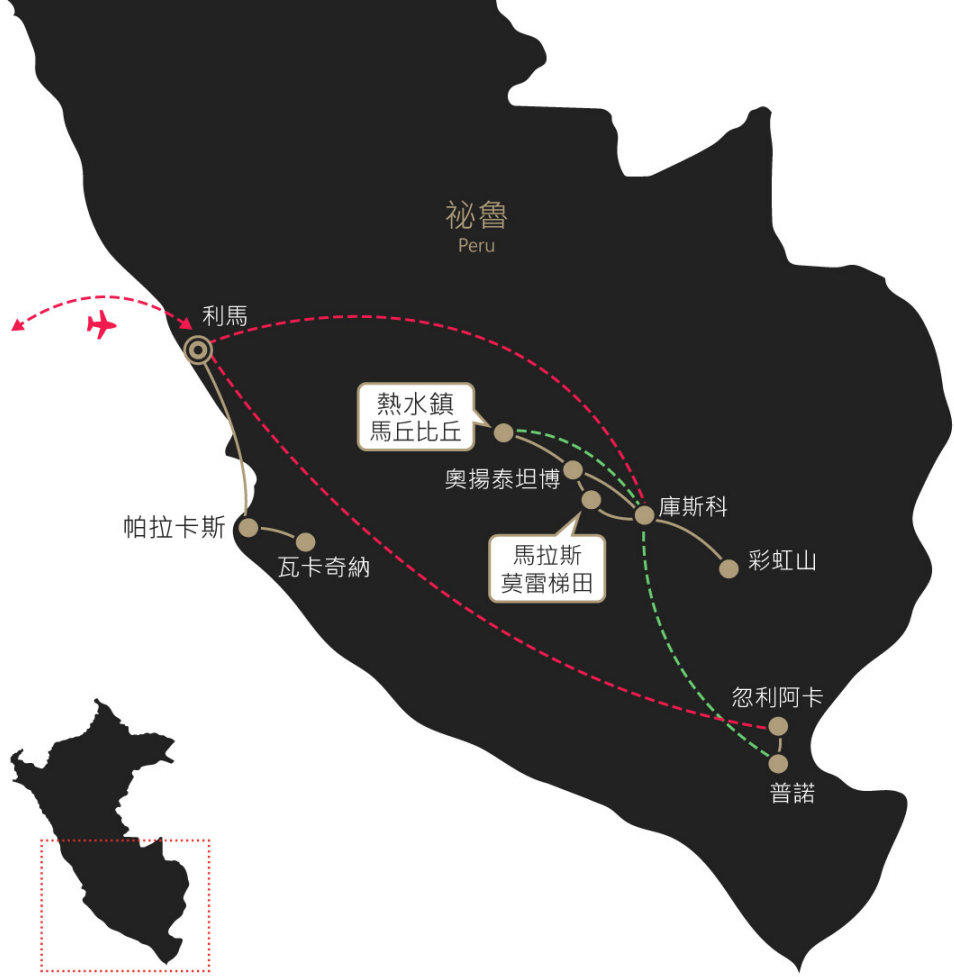 祕魯
Peru
利馬
熱水鎮
馬丘比丘
奧揚泰坦博
庫斯科
帕拉卡斯
瓦卡奇納
馬拉斯
莫雷梯田
彩虹山
忽利阿卡
普諾